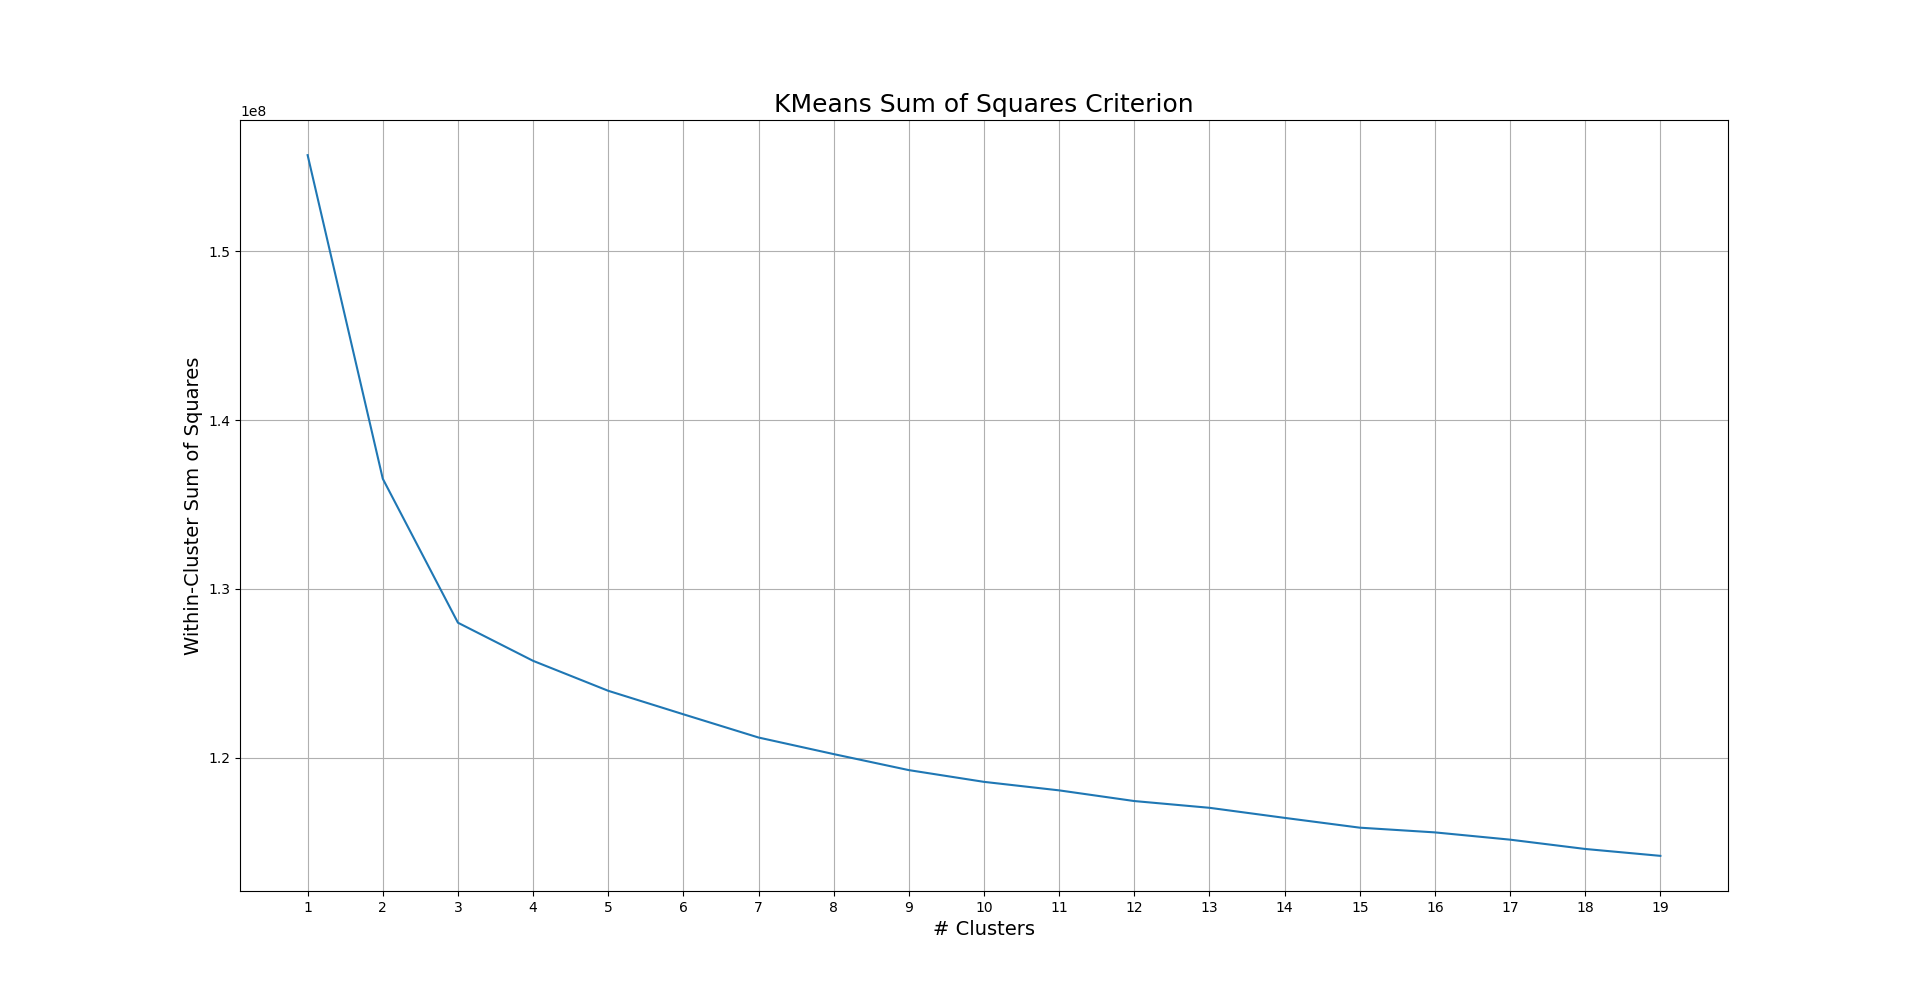 KMeans Sum of Squares Criterion
1e8
1.5
1.4
1.3
1.2
Within-Cluster Sum of Squares
1 2 3 4 5 6 7 8 9 10 11 12 13 14 15 16 17 18 19
# Clusters